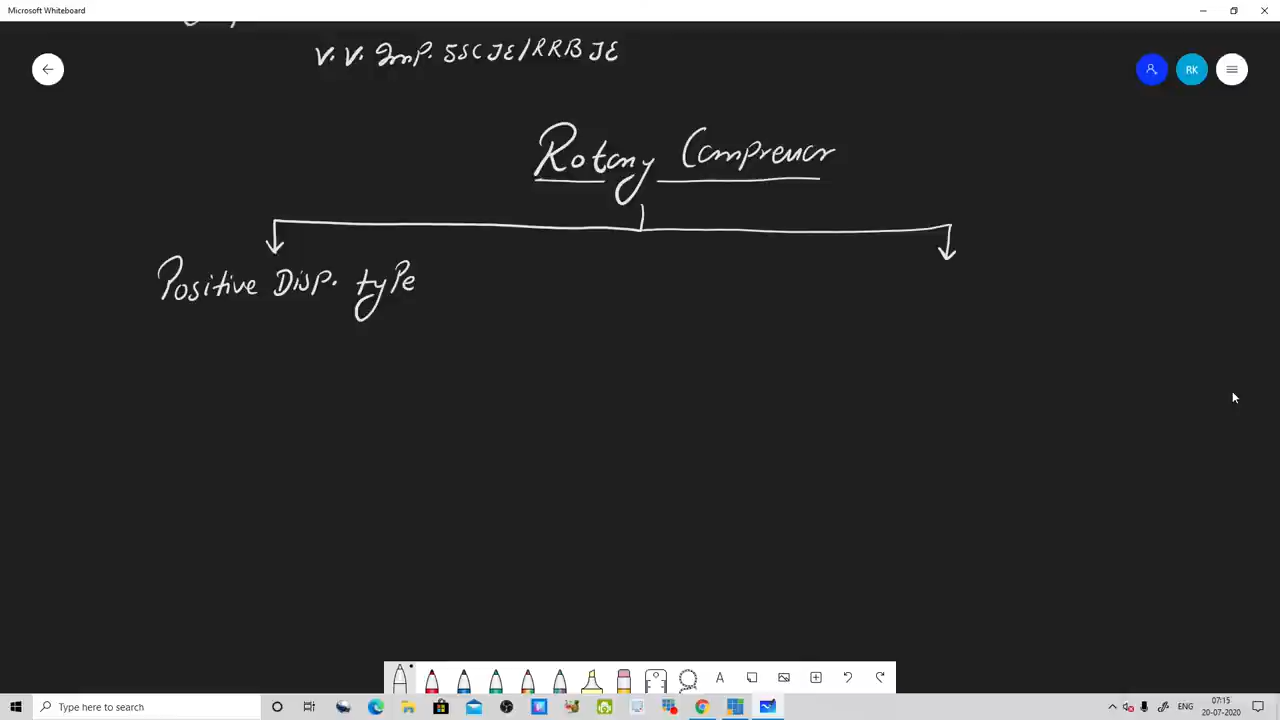 Microsoft Whiteboard
V. V. Imp. SSC JE/RRB JE
RK
Rotary Compressor
Positive Disp. type
A
Type here to search
ENG
07:15
20-07-2020